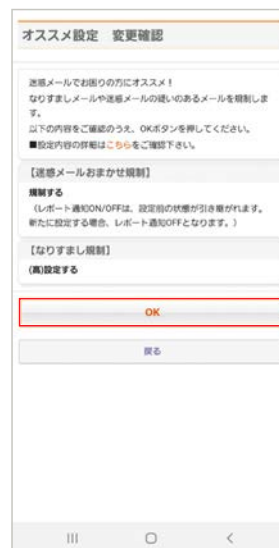 オススメ設定　変更確認
迷惑メールでお困りの方にオススメ！
なりすましメールや迷惑メールの疑いのあるメールを規制しま
す。
以下の内容をご確認のうえ、OKボタンを押してください。
■設定内容の詳細はこちらをご確認下さい。
【迷惑メールおまかせ規制】
規制する
（レポート通知ON/OFFは、設定前の状態が引き継がれます。
新たに設定する場合、レポート通知OFFとなります。）
【なりすまし規制】
(高)設定する
OK
戻る